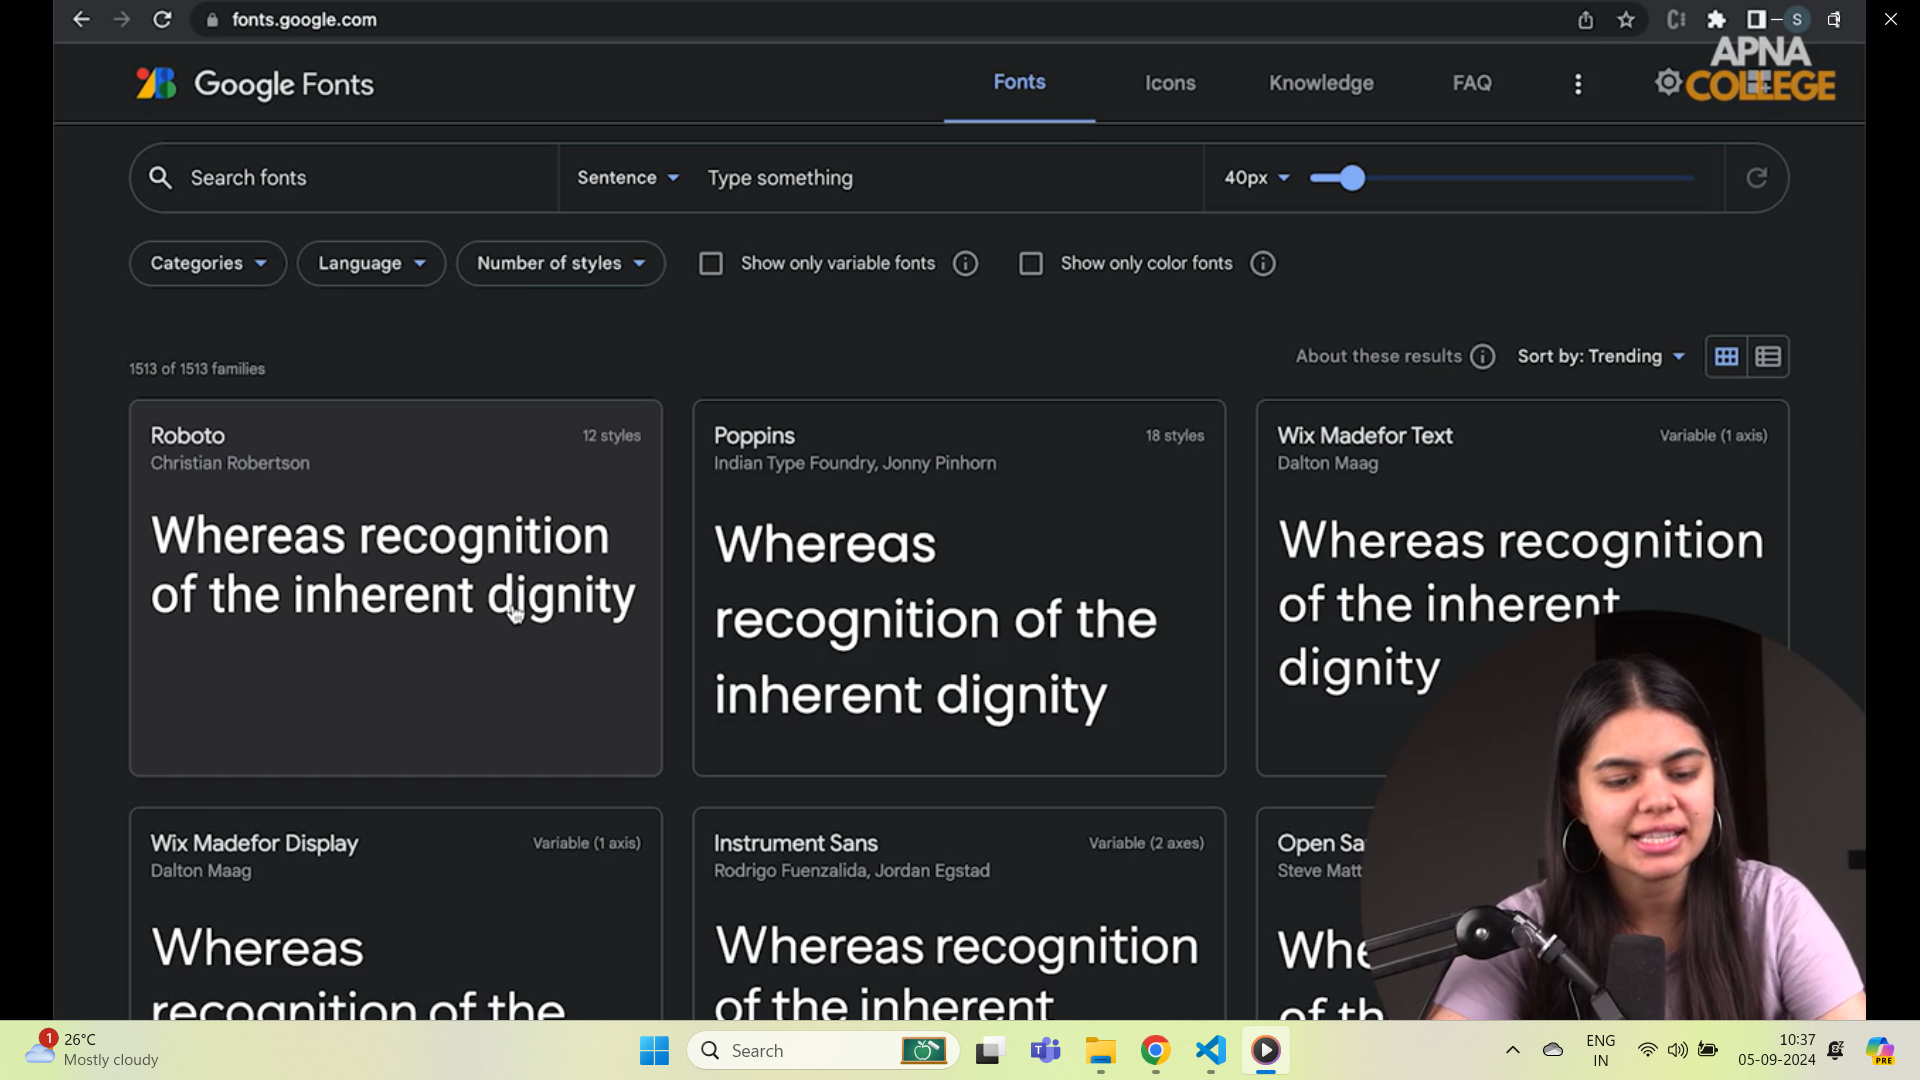 fonts.google.com
S
APNA
COLLEGE
Google Fonts
Fonts
Icons
Knowledge
FAQ
Search fonts
Sentence
Type something
40px
Categories
Language
Number of styles
Show only variable fonts
Show only color fonts
1513 of 1513 families
About these results
Sort by: Trending
Roboto
12 styles
Christian Robertson
Whereas recognition
of the inherent dignity
Poppins
18 styles
Indian Type Foundry, Jonny Pinhorn
Whereas
recognition of the
inherent dignity
Wix Madefor Text
Variable (1 axis)
Dalton Maag
Whereas recognition
of the inherent
dignity
Wix Madefor Display
Variable (1 axis)
Dalton Maag
Whereas
recognition of the
Instrument Sans
Variable (2 axes)
Rodrigo Fuenzalida, Jordan Egstad
Whereas recognition
of the inherent
Open Sa
Steve Matt
Whe
of th
1
26°C
Mostly cloudy
Search
ENG
IN
10:37
05-09-2024
PRE